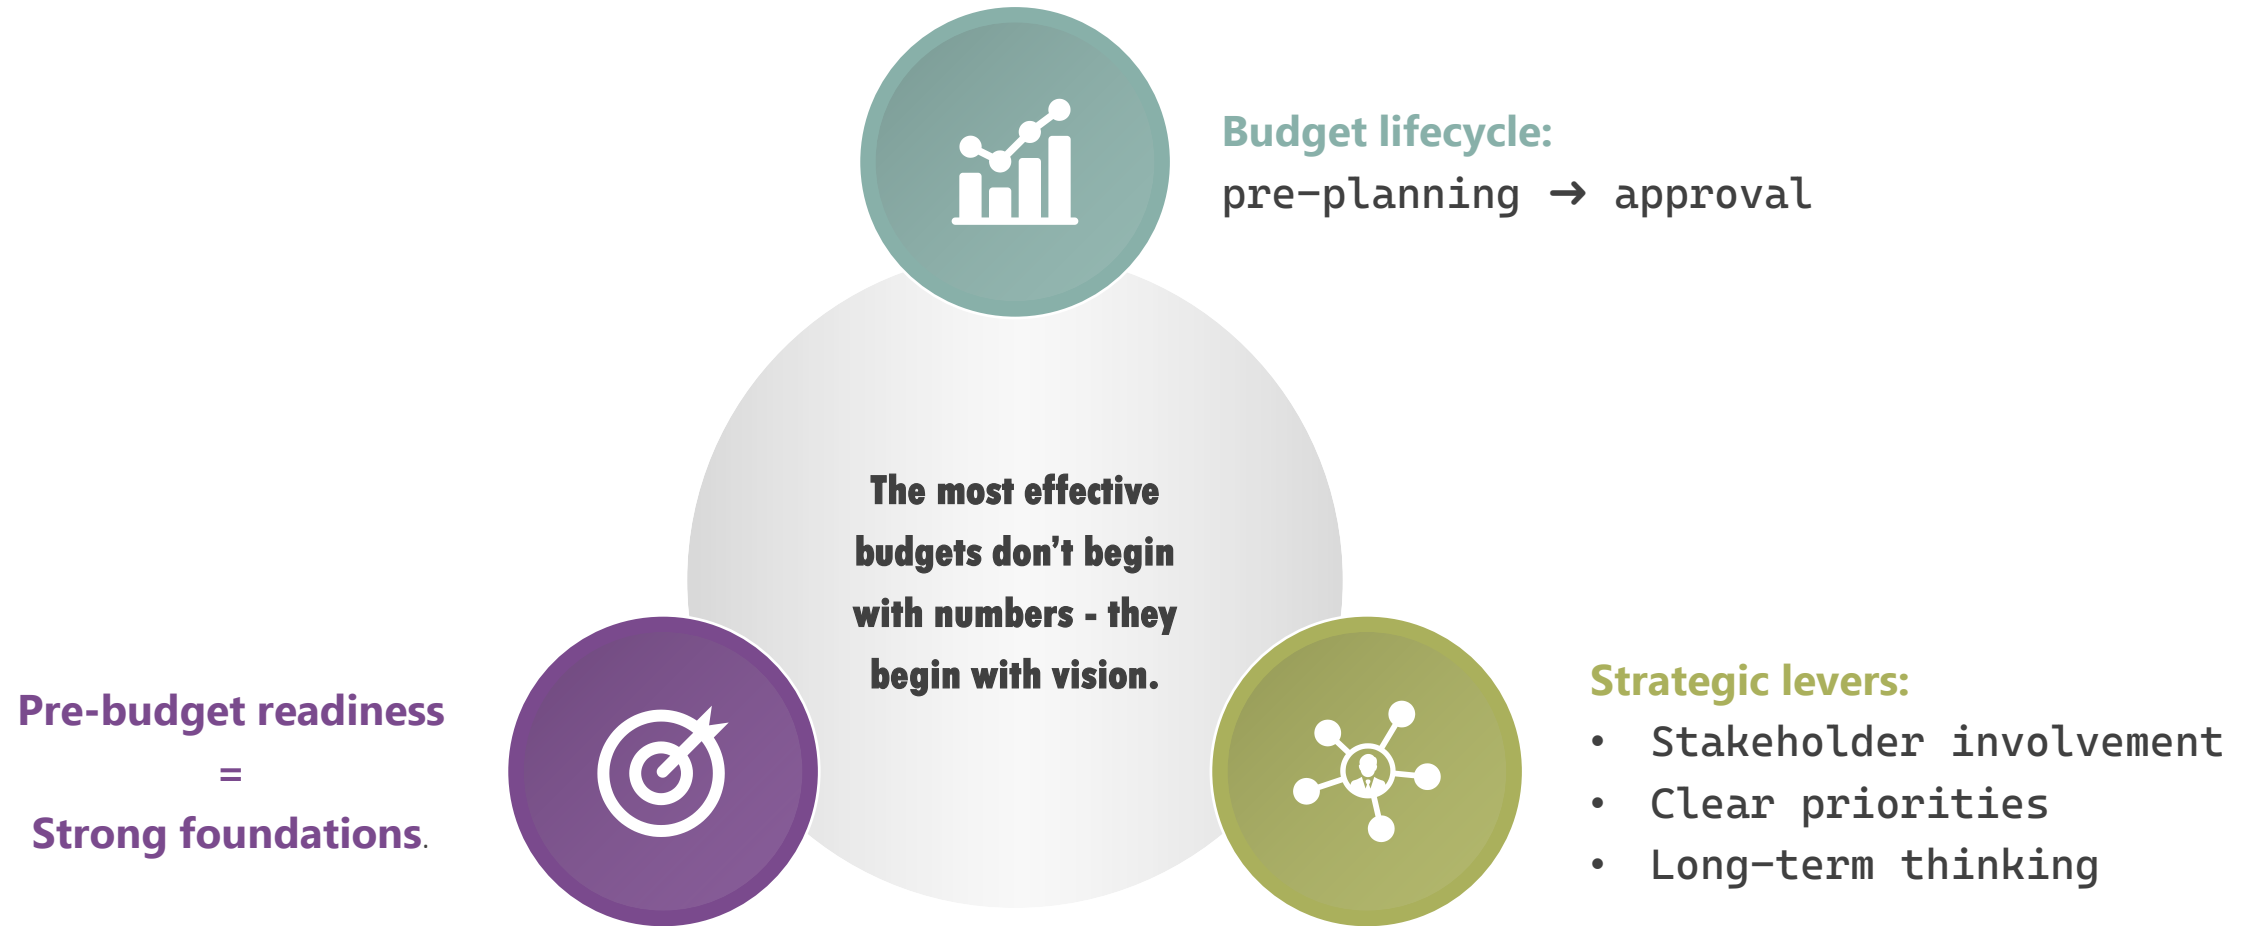 Budget lifecycle:
pre-planning ➜ approval
The most effective
budgets don’t begin
with numbers - they
begin with vision.
Pre-budget readiness
=
Strong foundations.
Strategic levers:
• Stakeholder involvement
• Clear priorities
• Long-term thinking